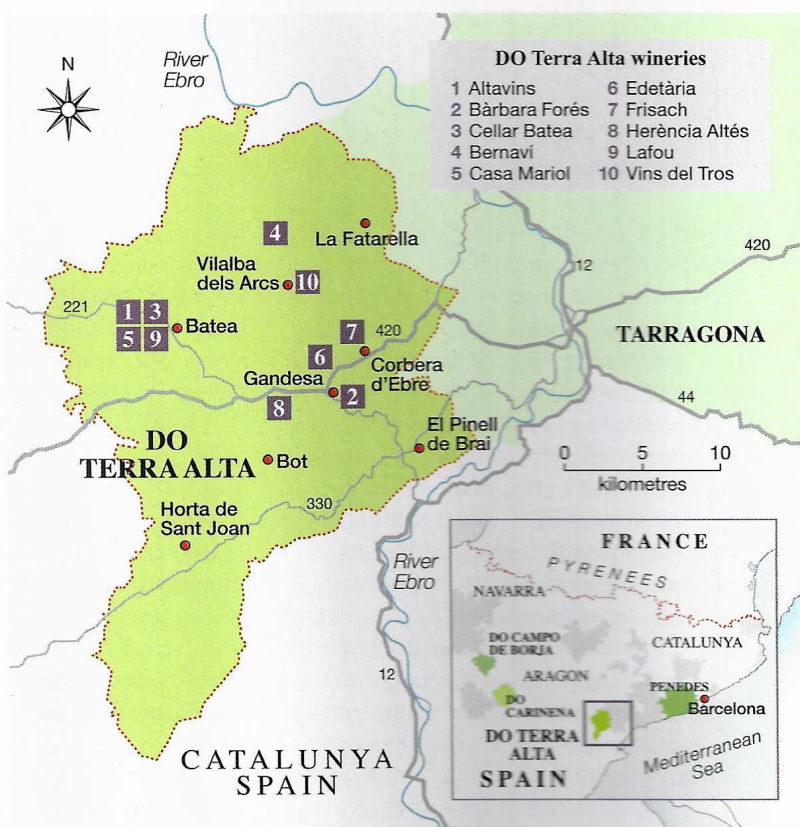 N
River
Ebro
DO Terra Alta wineries
1 Altavins
2 Bàrbara Forés
3 Cellar Batea
4 Bernaví
5 Casa Mariol
6 Edetària
7 Frisach
8 Herència Altés
9 Lafou
10 Vins del Tros
4
La Fatarella
Vilalba
dels Arcs
10
12
420
221
1 3
5 9
Batea
7
420
6
Corbera
d'Ebre
Gandesa
2
8
TARRAGONA
44
El Pinell
de Brai
DO
TERRA ALTA
Bot
0 5 10
kilometres
330
Horta de
Sant Joan
River
Ebro
12
CATALUNYA
SPAIN
FRANCE
PYRENEES
NAVARRA
DO CAMPO
DE BORJA
CATALUNYA
ARAGON
PENEDES
DO
CARINENA
Barcelona
DO TERRA
ALTA
Mediterranean
Sea
SPAIN